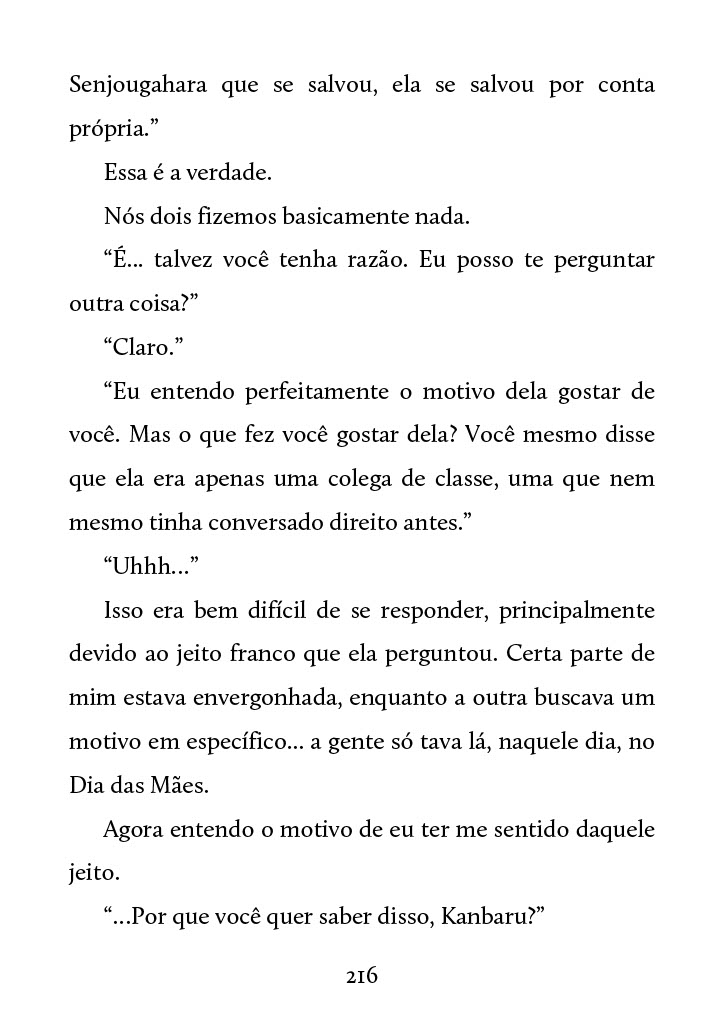 Senjougahara que se salvou, ela se salvou por conta
própria.”
Essa é a verdade.
Nós dois fizemos basicamente nada.
“É... talvez você tenha razão. Eu posso te perguntar
outra coisa?”
“Claro.”
“Eu entendo perfeitamente o motivo dela gostar de
você. Mas o que fez você gostar dela? Você mesmo disse
que ela era apenas uma colega de classe, uma que nem
mesmo tinha conversado direito antes.”
“Uhhh...”
Isso era bem difícil de se responder, principalmente
devido ao jeito franco que ela perguntou. Certa parte de
mim estava envergonhada, enquanto a outra buscava um
motivo em específico... a gente só tava lá, naquele dia, no
Dia das Mães.
Agora entendo o motivo de eu ter me sentido daquele
jeito.
“...Por que você quer saber disso, Kanbaru?”
216